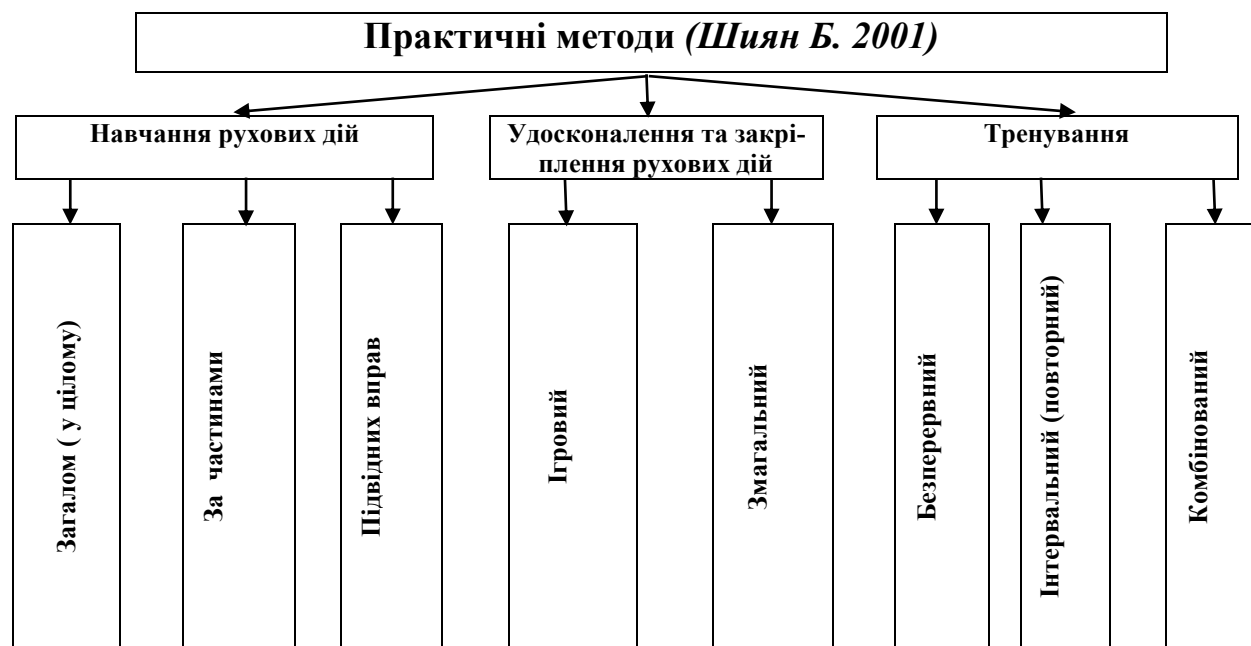 Практичні методи (Шиян Б. 2001)
Навчання рухових дій
Удосконалення та закрі-
плення рухових дій
Тренування
Загалом ( у цілому)
За частинами
Підвідних вправ
Ігровий
Змагальний
Безперервний
Інтервальний (повторний)
Комбінований